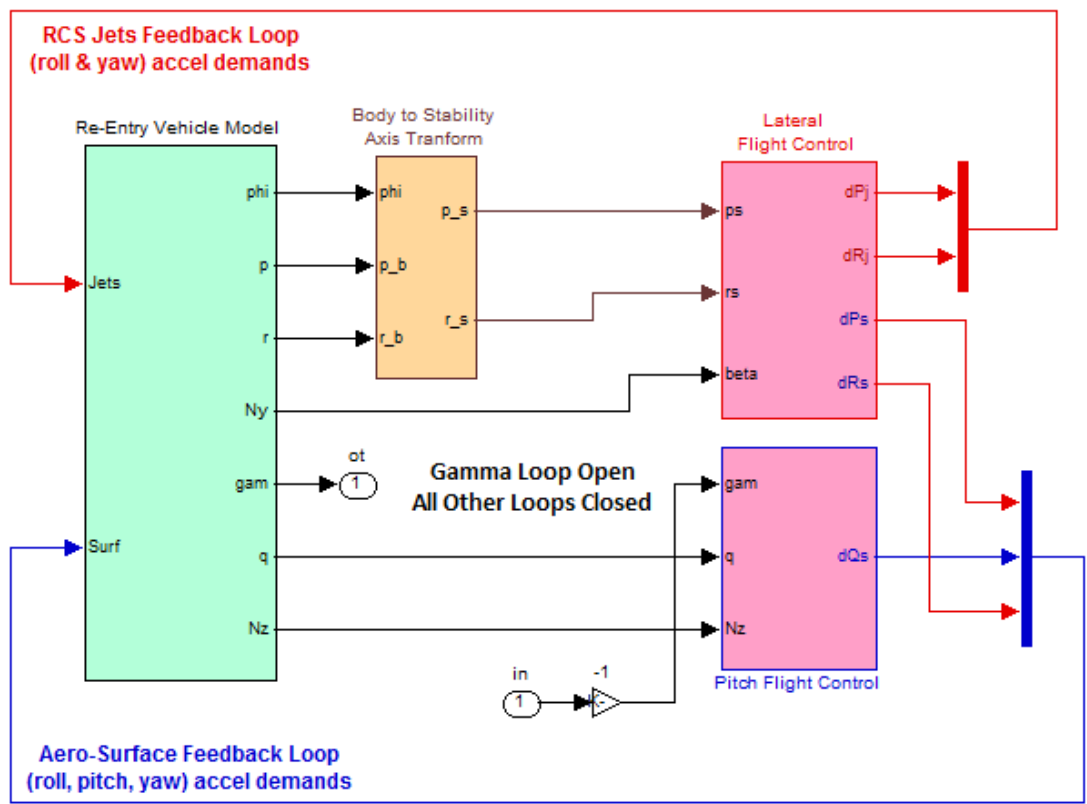 RCS Jets Feedback Loop
(roll & yaw) accel demands
Re-Entry Vehicle Model
Jets
Surf
phi
p
r
Ny
gam
q
Nz
Body to Stability
Axis Tranform
phi
p_b
r_b
p_s
r_s
Lateral
Flight Control
ps
rs
beta
dPj
dRj
dPs
dRs
ot
1
Gamma Loop Open
All Other Loops Closed
gam
q
Nz
dQs
Pitch Flight Control
in
1
-1
Aero-Surface Feedback Loop
(roll, pitch, yaw) accel demands